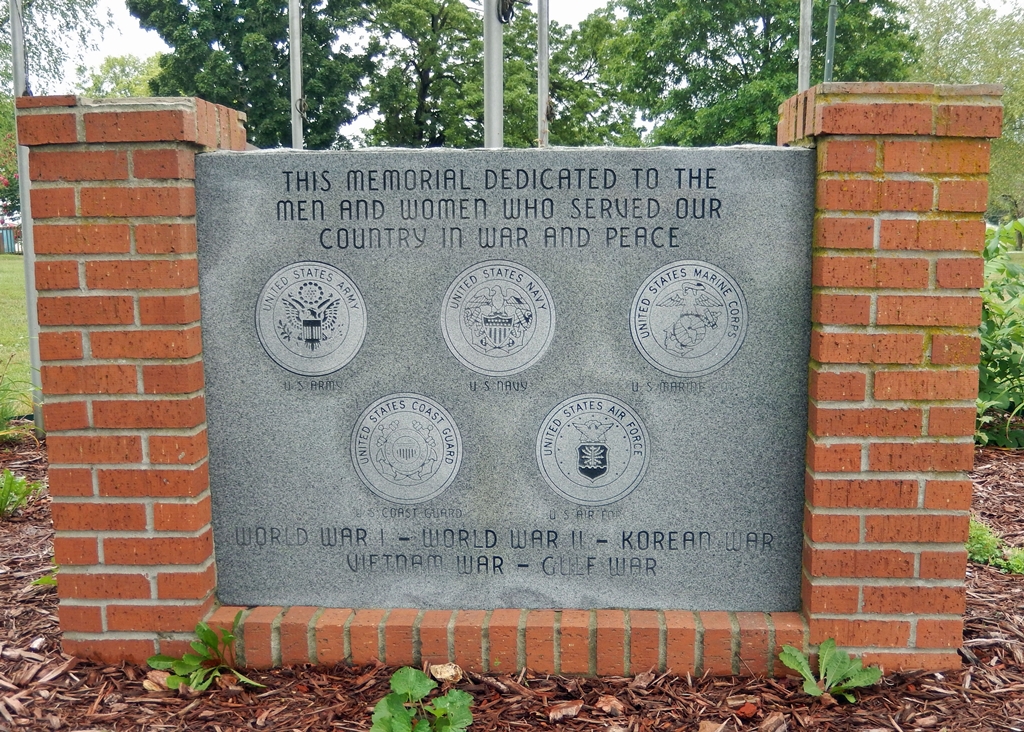 THIS MEMORIAL DEDICATED TO THE
MEN AND WOMEN WHO SERVED OUR
COUNTRY IN WAR AND PEACE
UNITED STATES ARMY
UNITED STATES NAVY
UNITED STATES MARINE CORPS
U S ARMY
U S NAVY
U S MARINE
UNITED STATES COAST GUARD
UNITED STATES AIR FORCE
U S COAST GUARD
U S AIR FORCE
WORLD WAR I – WORLD WAR II – KOREAN WAR
VIETNAM WAR – GULF WAR